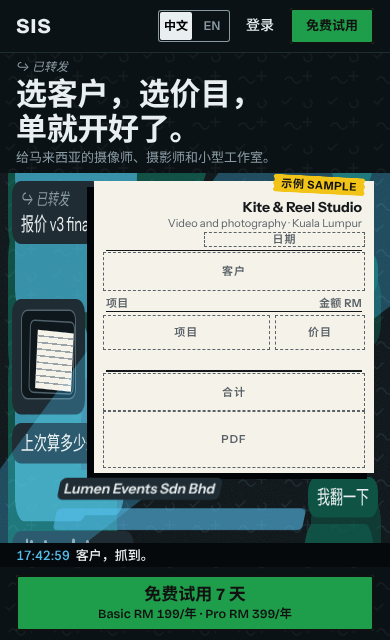 SIS
中文 EN
登录
免费试用
↪ 已转发
选客户，选价目，
单就开好了。
给马来西亚的摄像师、摄影师和小型工作室。
↪ 已转发
报价 v3 fina
示例 SAMPLE
Kite & Reel Studio
Video and photography · Kuala Lumpur
日期
客户
项目 金额 RM
项目 价目
合计
上次算多少
PDF
Lumen Events Sdn Bhd
我翻一下
17:42:59 客户，抓到。
免费试用 7 天
Basic RM 199/年 · Pro RM 399/年